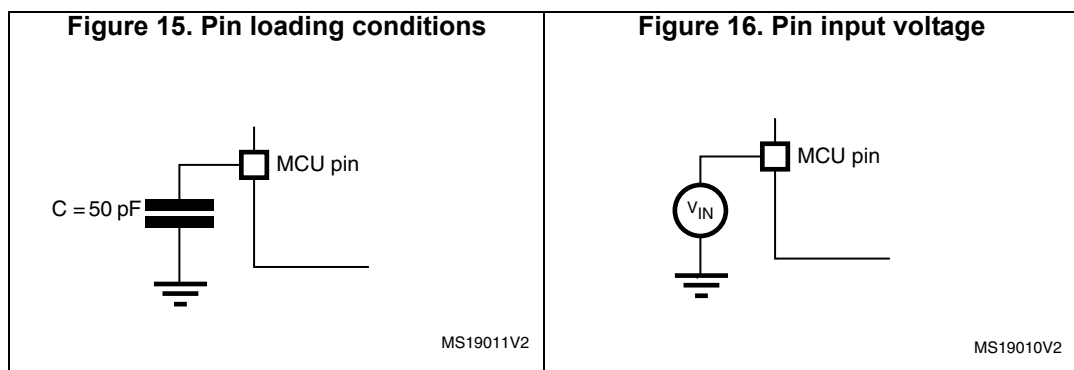 Figure 15. Pin loading conditions
MCU pin
C = 50 pF
MS19011V2
Figure 16. Pin input voltage
MCU pin
VIN
MS19010V2